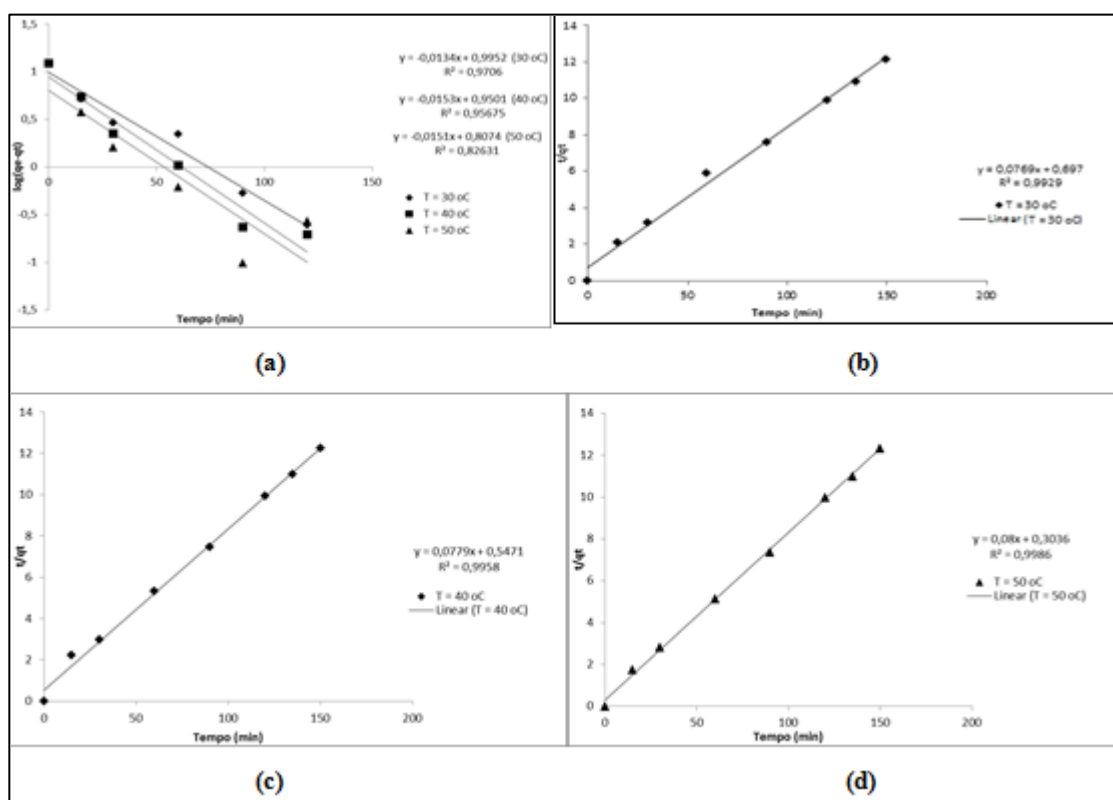 1,5
1
0,5
0
-0,5
-1
-1,5
log(qe-qt)
50
100
150
Tempo (min)
y = -0,0134x + 0,9952 (30 oC)
R² = 0,9706
y = -0,0153x + 0,9501 (40 oC)
R² = 0,95675
y = -0,0151x + 0,8074 (50 oC)
R² = 0,82631
T = 30 oC
T = 40 oC
T = 50 oC
(a)
14
12
10
8
6
4
2
0
t/qt
0
50
100
150
200
Tempo (min)
y = 0,0769x + 0,697
R² = 0,9929
T = 30 oC
Linear (T = 30 oC)
(b)
14
12
10
8
6
4
2
0
t/qt
0
50
100
150
200
Tempo (min)
y = 0,0779x + 0,5471
R² = 0,9958
T = 40 oC
Linear (T = 40 oC)
(c)
14
12
10
8
6
4
2
0
t/qt
0
50
100
150
200
Tempo (min)
y = 0,08x + 0,3036
R² = 0,9986
T = 50 oC
Linear (T = 50 oC)
(d)